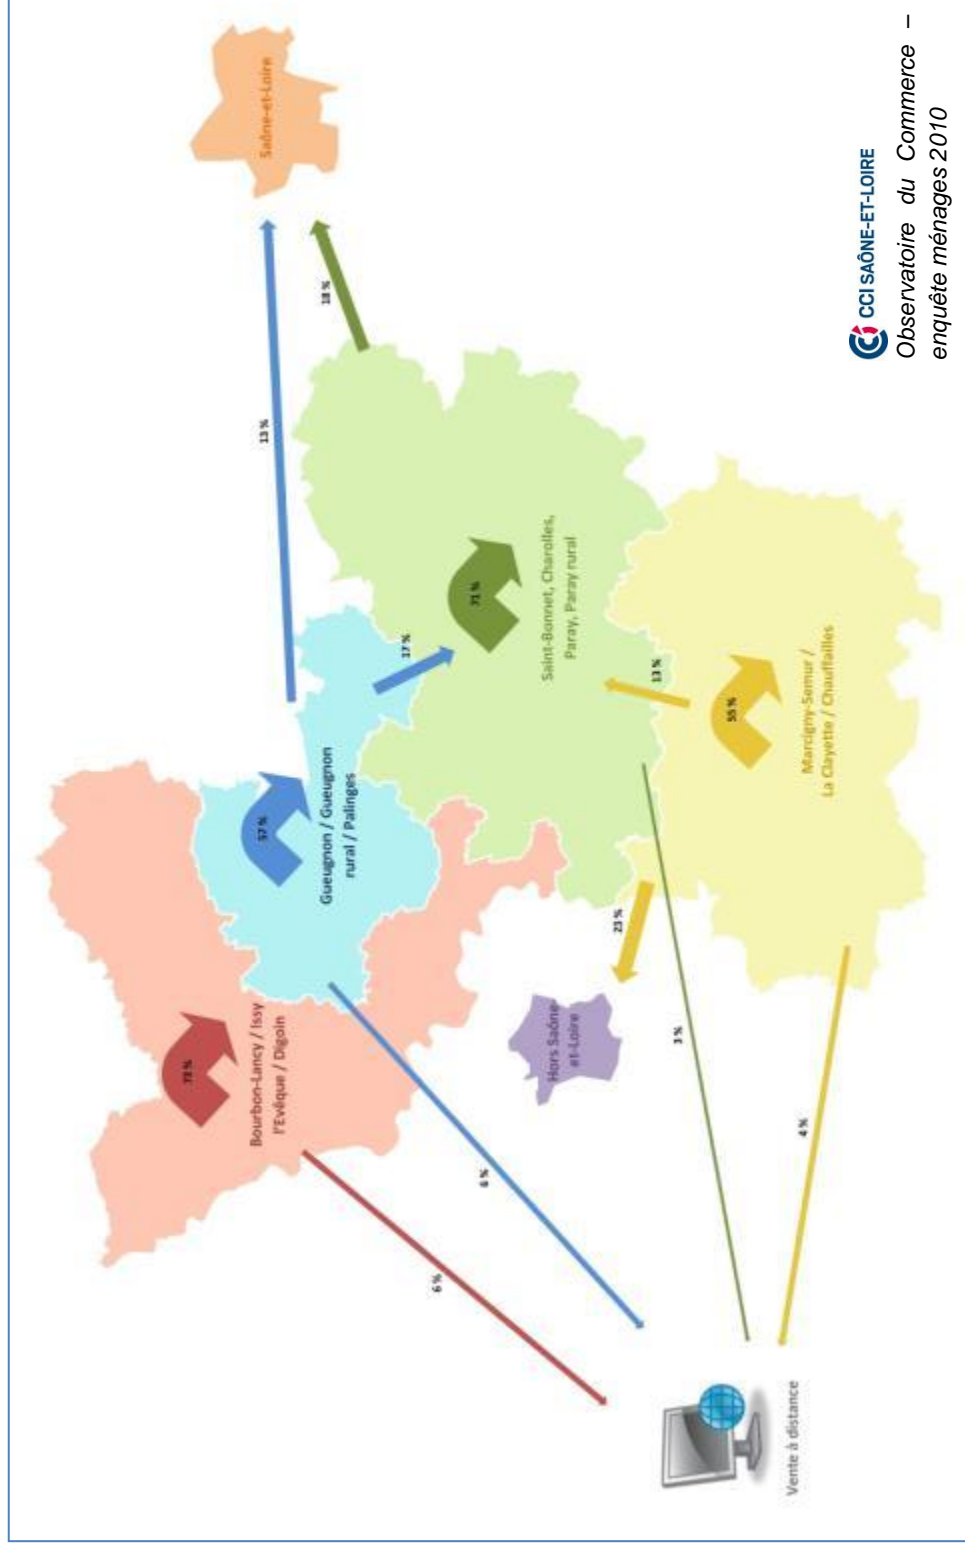 73 %
Bourbon-Lancy / Issy
l'Evêque / Digoin
57 %
Gueugnon / Gueugnon
rural / Palinges
13 %
Saône-et-Loire
18 %
17 %
71 %
Saint-Bonnet, Charolles,
Paray, Paray rural
13 %
55 %
Marcigny-Semur /
La Clayette / Chauffailles
23 %
Hors Saône-
et-Loire
6 %
6 %
3 %
4 %
Vente à distance
CCI SAÔNE-ET-LOIRE
Observatoire du Commerce –
enquête ménages 2010